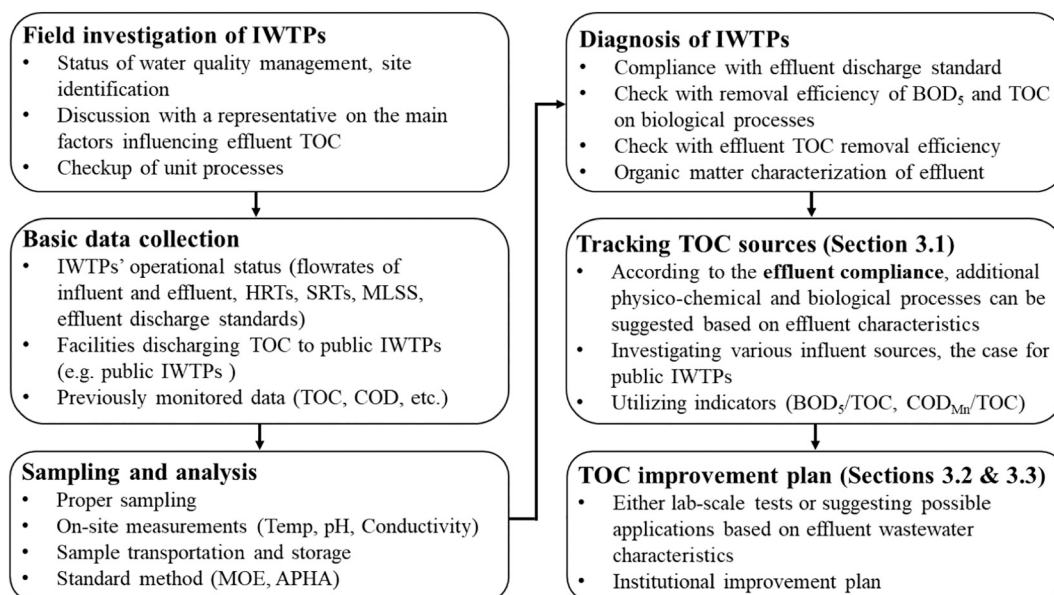 Field investigation of IWTPs
• Status of water quality management, site
identification
• Discussion with a representative on the main
factors influencing effluent TOC
• Checkup of unit processes
Basic data collection
• IWTPs’ operational status (flowrates of
influent and effluent, HRTs, SRTs, MLSS,
effluent discharge standards)
• Facilities discharging TOC to public IWTPs
(e.g. public IWTPs )
• Previously monitored data (TOC, COD, etc.)
Sampling and analysis
• Proper sampling
• On-site measurements (Temp, pH, Conductivity)
• Sample transportation and storage
• Standard method (MOE, APHA)
Diagnosis of IWTPs
• Compliance with effluent discharge standard
• Check with removal efficiency of BOD₅ and TOC
on biological processes
• Check with effluent TOC removal efficiency
• Organic matter characterization of effluent
Tracking TOC sources (Section 3.1)
• According to the effluent compliance, additional
physico-chemical and biological processes can be
suggested based on effluent characteristics
• Investigating various influent sources, the case for
public IWTPs
• Utilizing indicators (BOD₅/TOC, CODMn/TOC)
TOC improvement plan (Sections 3.2 & 3.3)
• Either lab-scale tests or suggesting possible
applications based on effluent wastewater
characteristics
• Institutional improvement plan